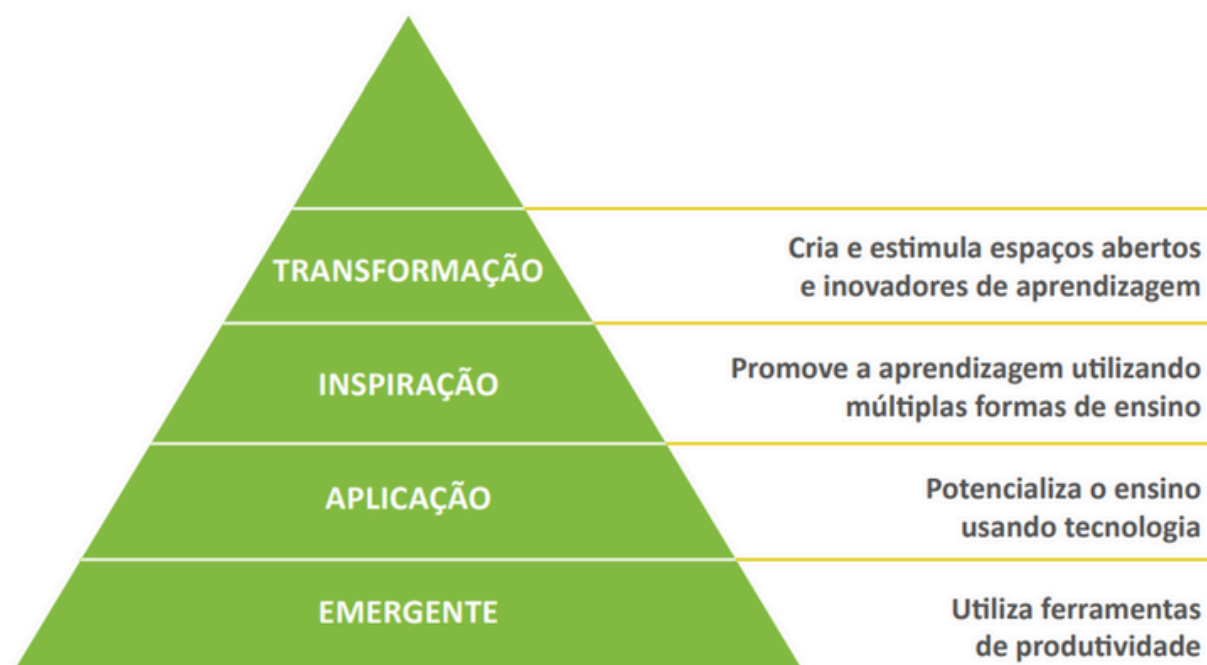 TRANSFORMAÇÃO
Cria e estimula espaços abertos
e inovadores de aprendizagem
INSPIRAÇÃO
Promove a aprendizagem utilizando
múltiplas formas de ensino
APLICAÇÃO
Potencializa o ensino
usando tecnologia
EMERGENTE
Utiliza ferramentas
de produtividade